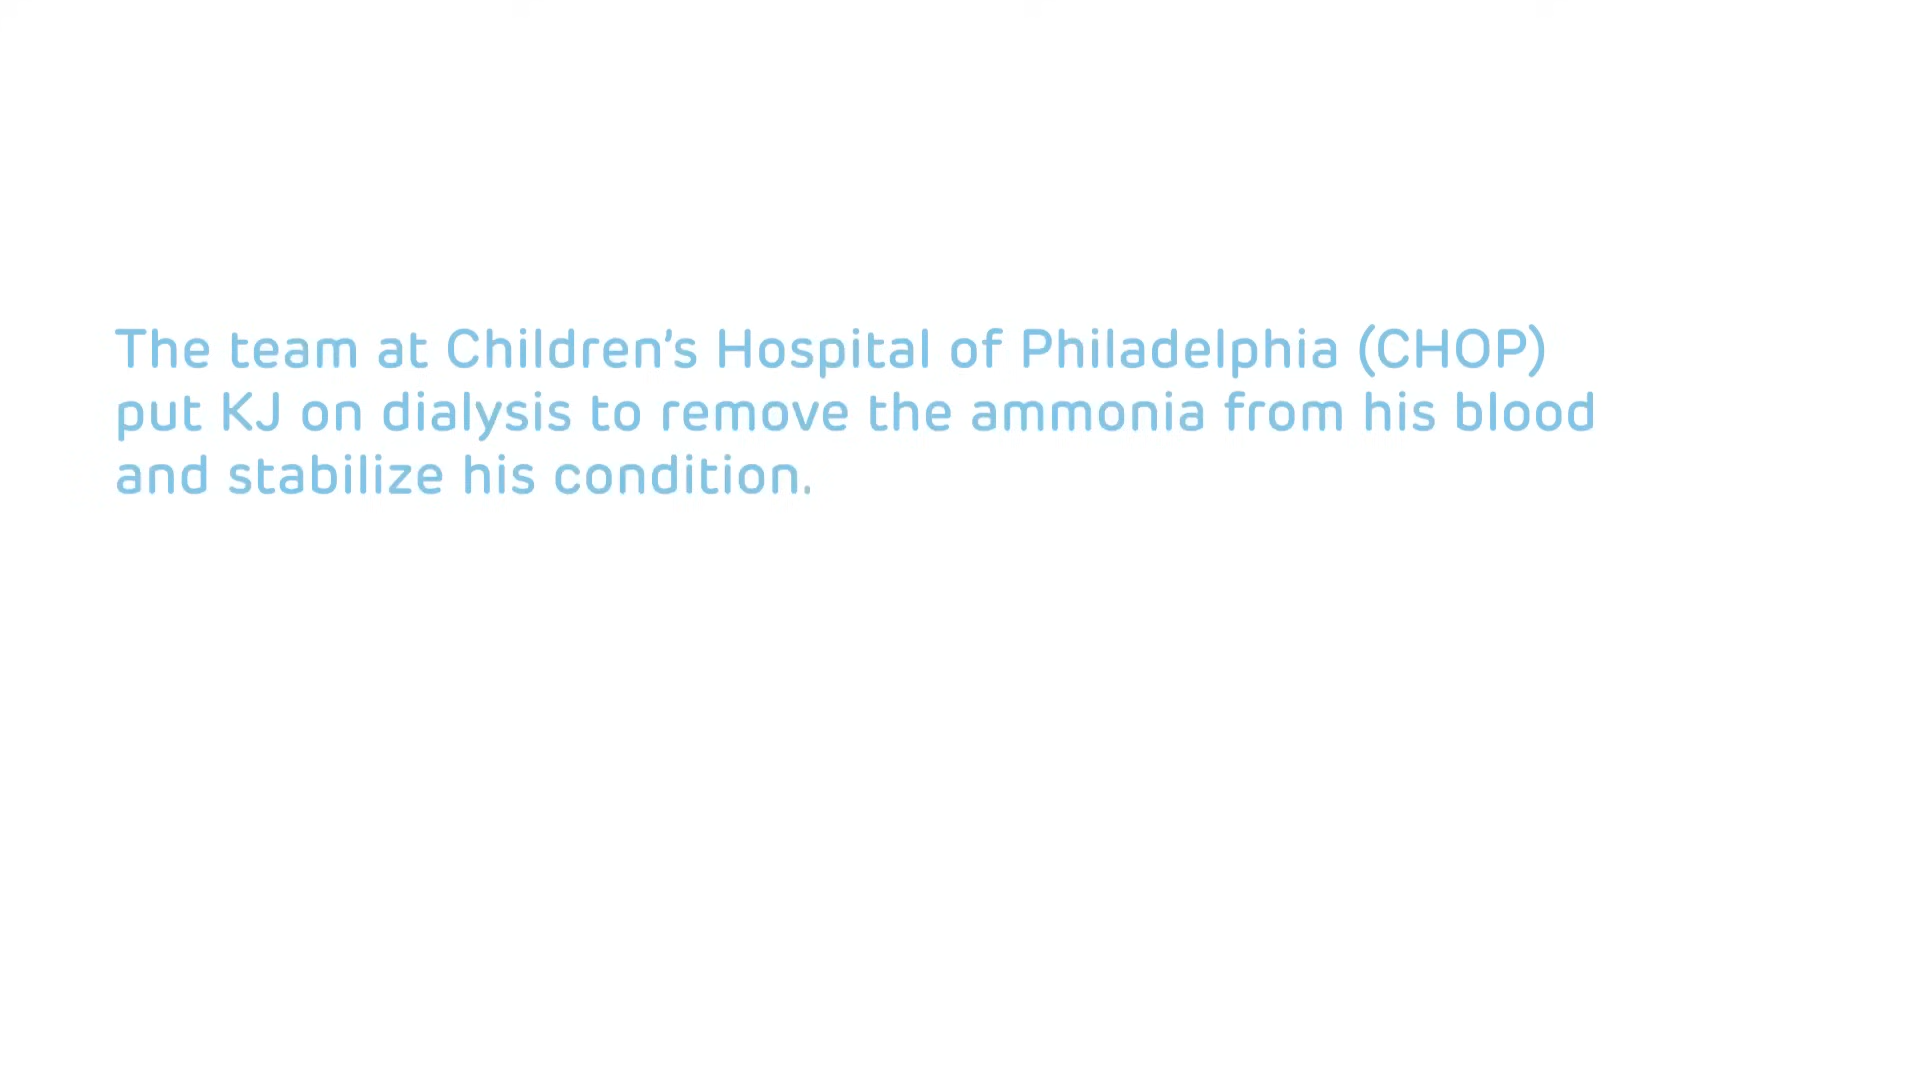 The team at Children’s Hospital of Philadelphia (CHOP)
put KJ on dialysis to remove the ammonia from his blood
and stabilize his condition.